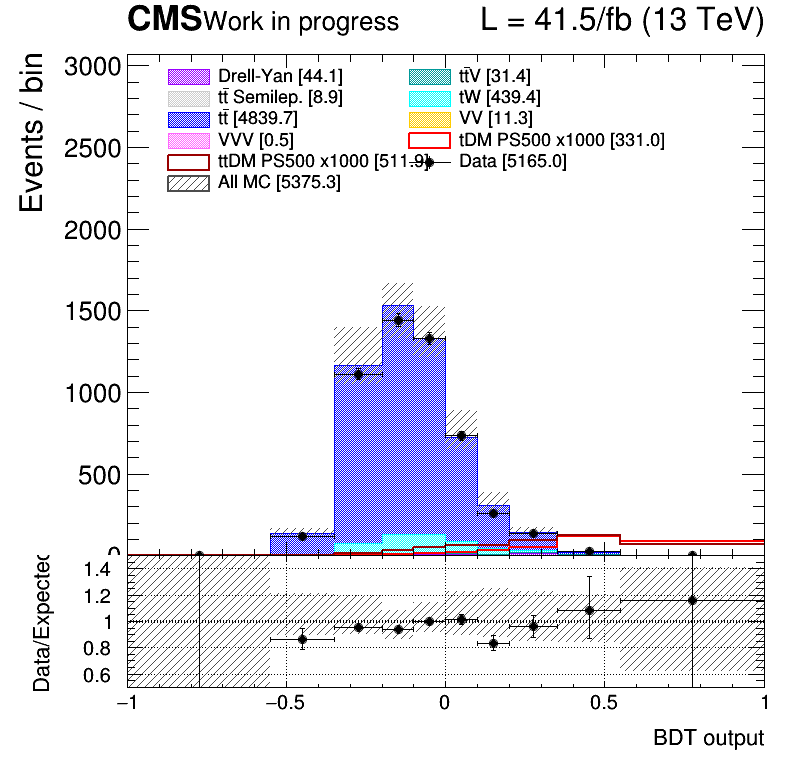 CMS Work in progress L = 41.5/fb (13 TeV)
Events / bin
3000
2500
2000
1500
1000
500
0
Drell-Yan [44.1] tt̄V [31.4]
tt̄ Semilep. [8.9] tW [439.4]
tt̄ [4839.7] VV [11.3]
VVV [0.5] tDM PS500 x1000 [331.0]
ttDM PS500 x1000 [511.9] Data [5165.0]
All MC [5375.3]
Data/Expected
1.4
1.2
1
0.8
0.6
−1 −0.5 0 0.5 1
BDT output